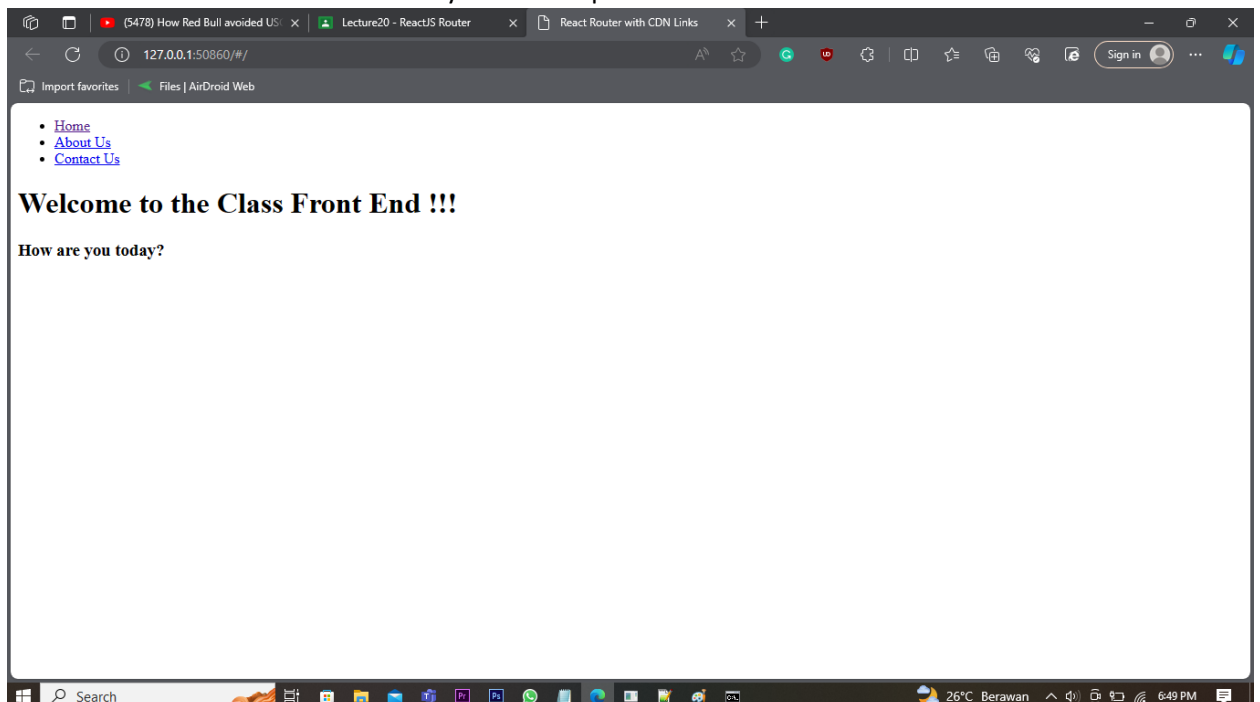 (5478) How Red Bull avoided US
Lecture20 - ReactJS Router
React Router with CDN Links
127.0.0.1:50860/#/
Sign in
Import favorites
Files | AirDroid Web
Home
About Us
Contact Us
Welcome to the Class Front End !!!
How are you today?
Search
26°C Berawan
6:49 PM